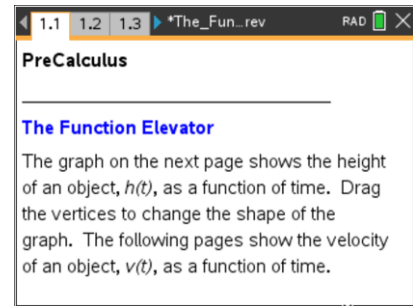 1.1 1.2 1.3 *The_Fun…rev RAD
PreCalculus
The Function Elevator
The graph on the next page shows the height
of an object, h(t), as a function of time. Drag
the vertices to change the shape of the
graph. The following pages show the velocity
of an object, v(t), as a function of time.